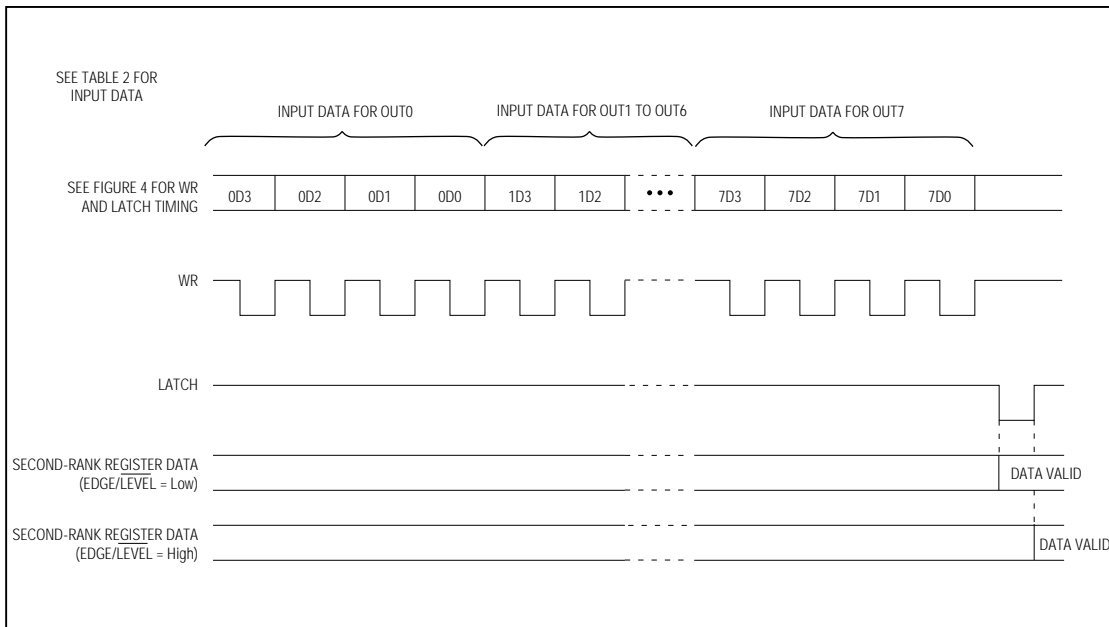 SEE TABLE 2 FOR
INPUT DATA
INPUT DATA FOR OUT0
INPUT DATA FOR OUT1 TO OUT6
INPUT DATA FOR OUT7
SEE FIGURE 4 FOR WR
AND LATCH TIMING
0D3 0D2 0D1 0D0 1D3 1D2 ••• 7D3 7D2 7D1 7D0
WR
LATCH
SECOND-RANK REGISTER DATA
(EDGE/LEVEL = Low)
DATA VALID
SECOND-RANK REGISTER DATA
(EDGE/LEVEL = High)
DATA VALID